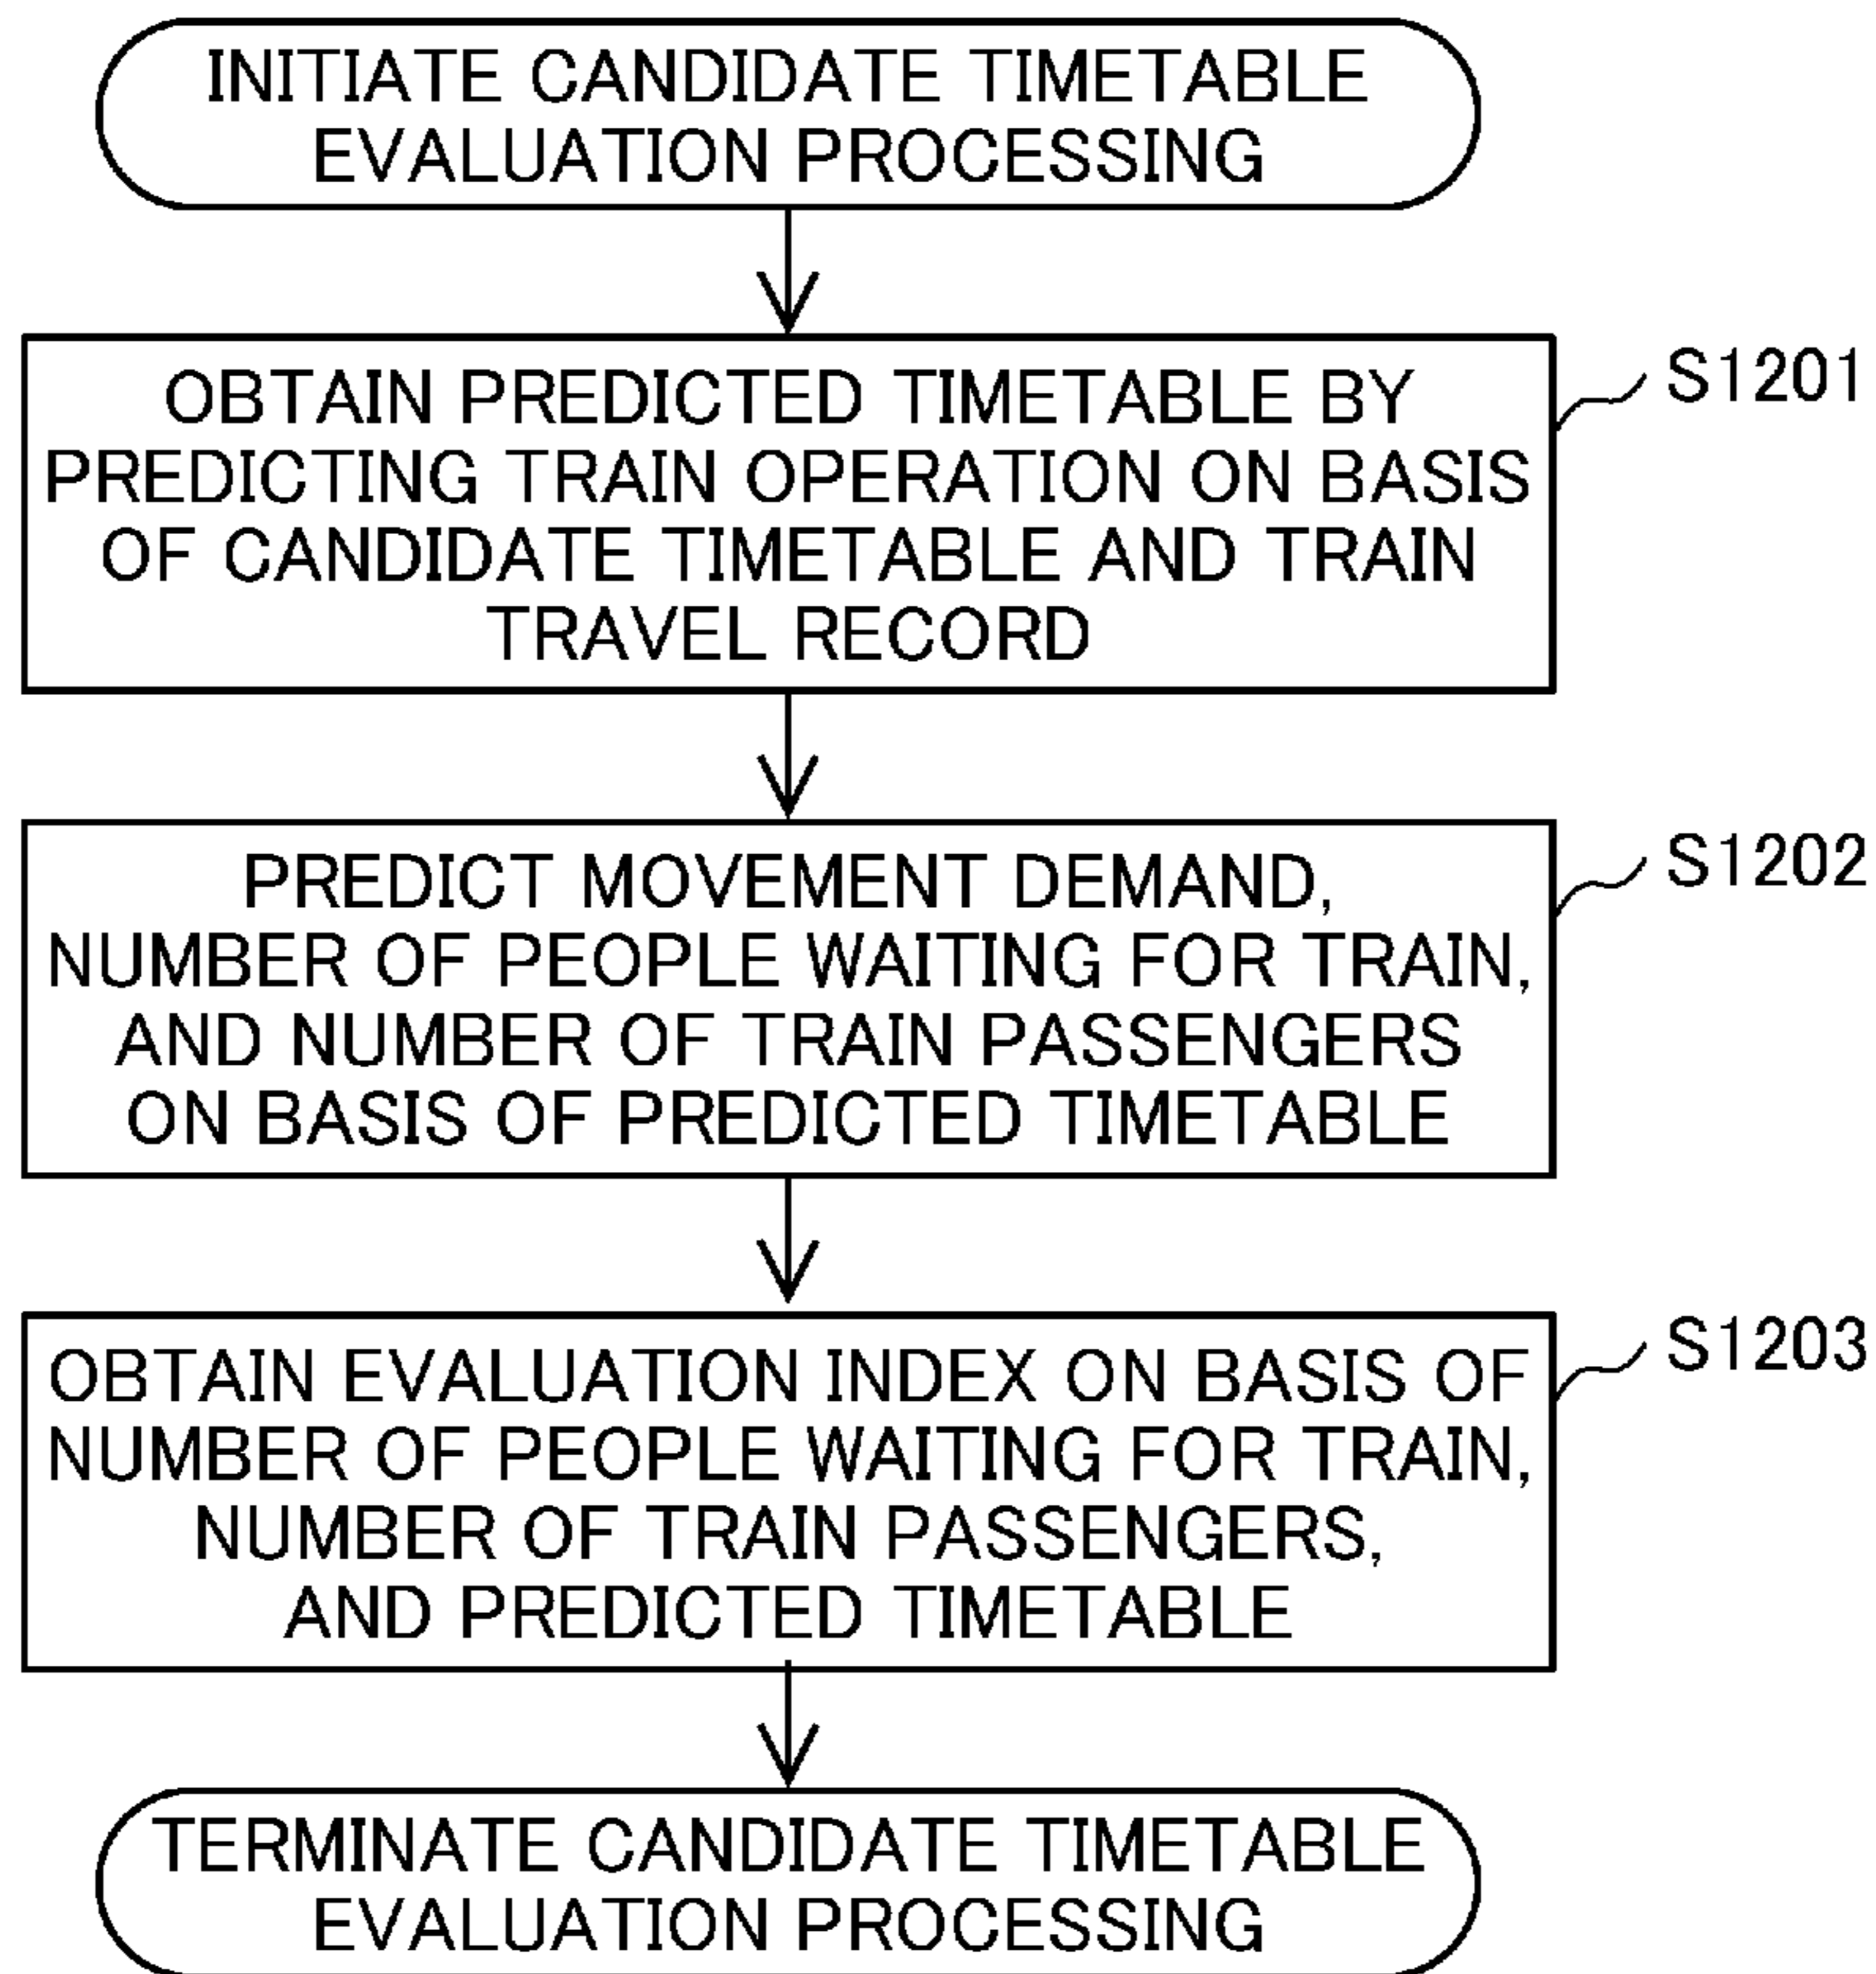 INITIATE CANDIDATE TIMETABLE
EVALUATION PROCESSING
OBTAIN PREDICTED TIMETABLE BY
PREDICTING TRAIN OPERATION ON BASIS
OF CANDIDATE TIMETABLE AND TRAIN
TRAVEL RECORD
S1201
PREDICT MOVEMENT DEMAND,
NUMBER OF PEOPLE WAITING FOR TRAIN,
AND NUMBER OF TRAIN PASSENGERS
ON BASIS OF PREDICTED TIMETABLE
S1202
OBTAIN EVALUATION INDEX ON BASIS OF
NUMBER OF PEOPLE WAITING FOR TRAIN,
NUMBER OF TRAIN PASSENGERS,
AND PREDICTED TIMETABLE
S1203
TERMINATE CANDIDATE TIMETABLE
EVALUATION PROCESSING